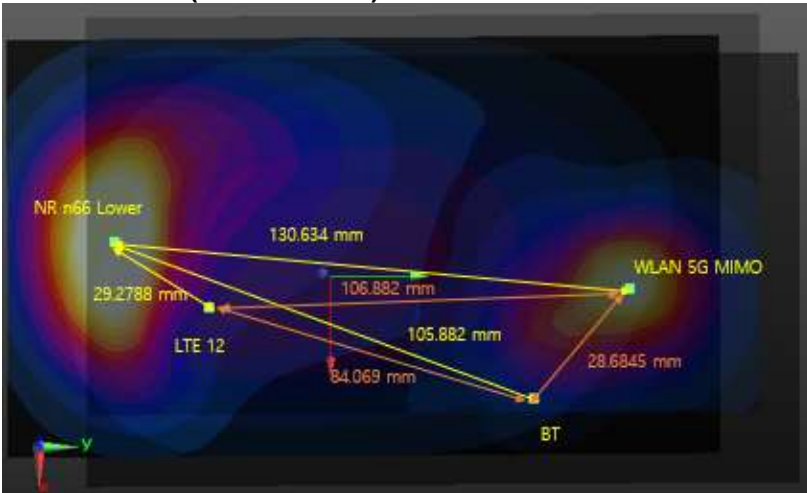 NR n66 Lower
130.634 mm
WLAN 5G MIMO
29.2788 mm
106.882 mm
LTE 12
105.882 mm
84.069 mm
28.6845 mm
BT
y